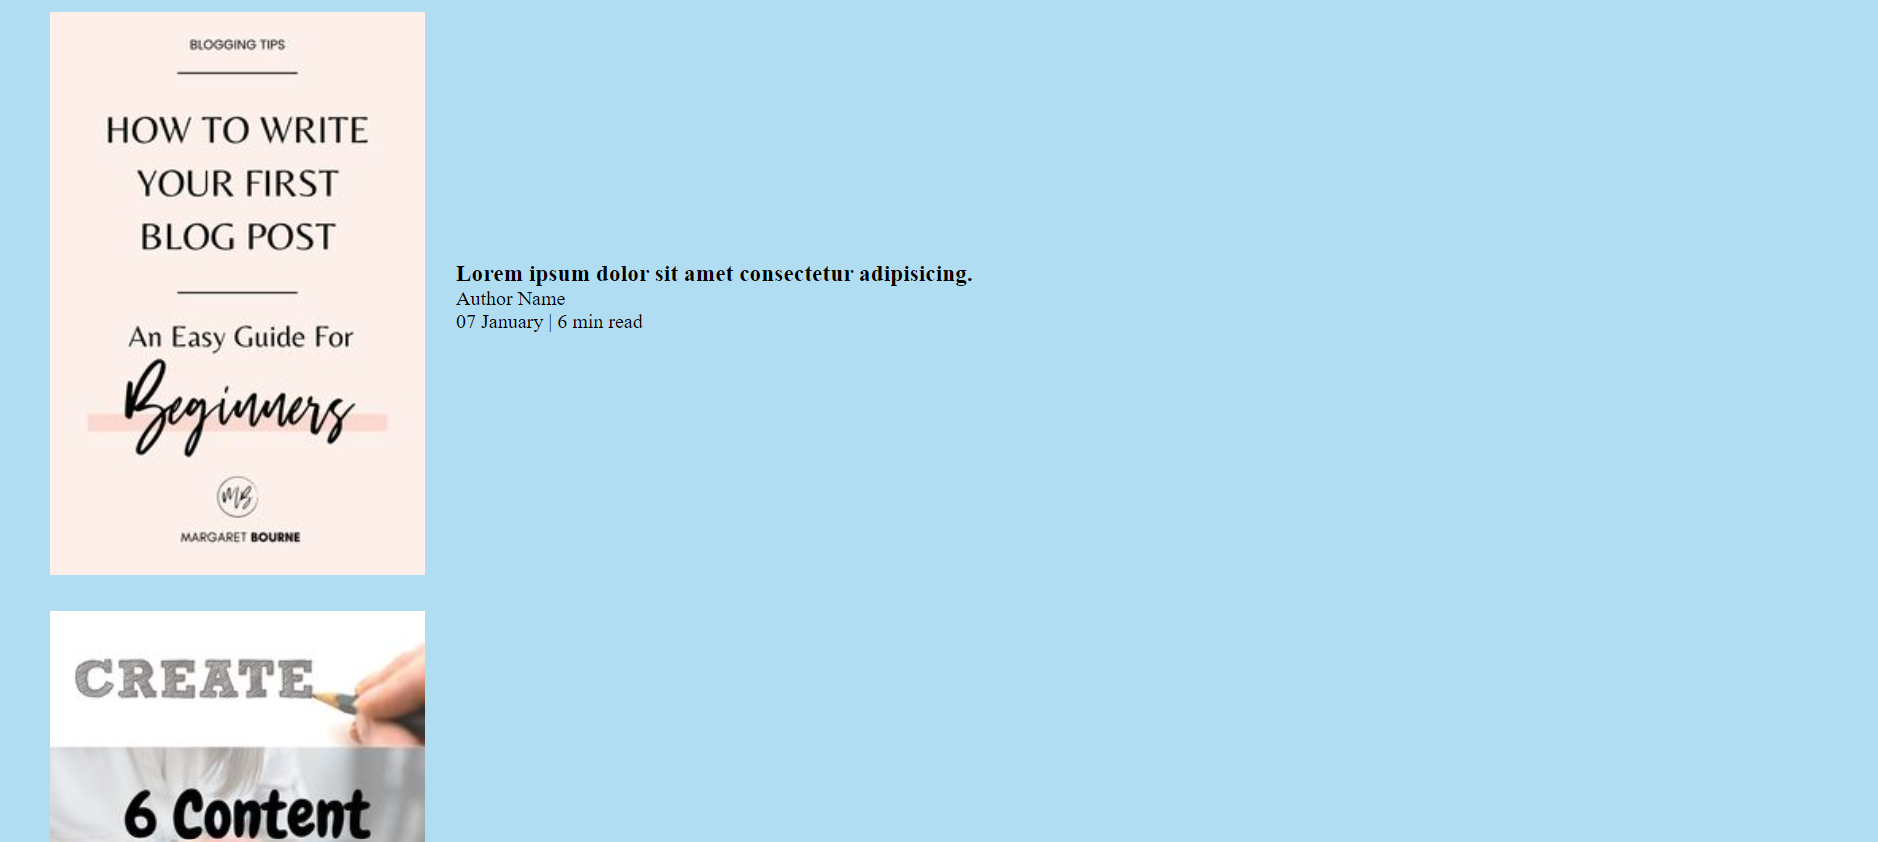 BLOGGING TIPS
HOW TO WRITE
YOUR FIRST
BLOG POST
An Easy Guide For
Beginners
MB
MARGARET BOURNE
Lorem ipsum dolor sit amet consectetur adipisicing.
Author Name
07 January | 6 min read
CREATE
6 Content